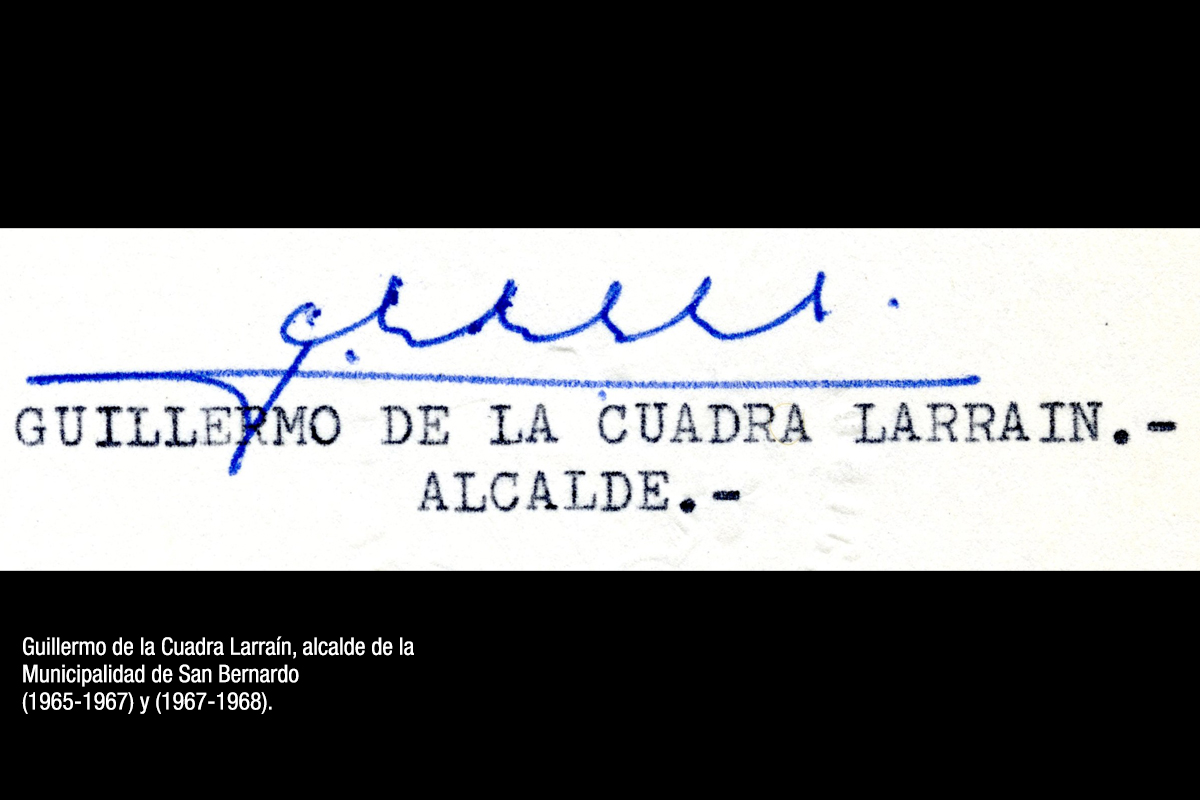 GUILLERMO DE LA CUADRA LARRAIN.-
ALCALDE.-
Guillermo de la Cuadra Larraín, alcalde de la
Municipalidad de San Bernardo
(1965-1967) y (1967-1968).